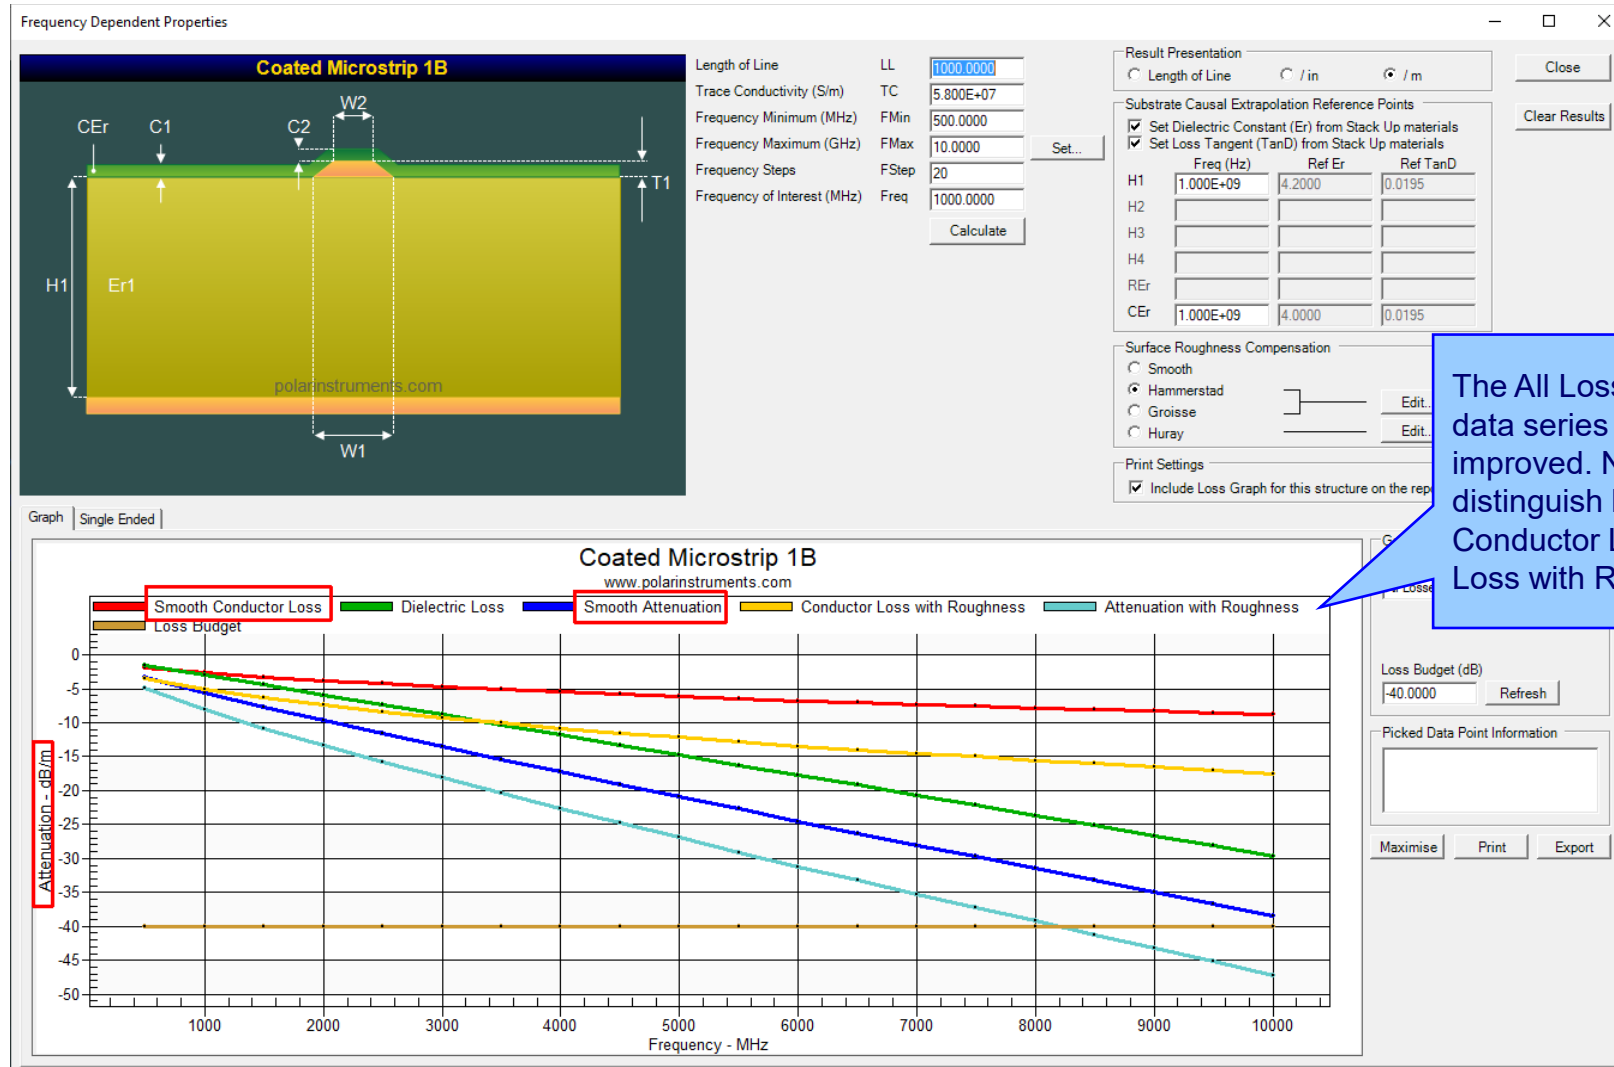 Frequency Dependent Properties
Coated Microstrip 1B
W2
CEr C1 C2
T1
H1 Er1
polarinstruments.com
W1
Length of Line LL 1000.0000
Trace Conductivity (S/m) TC 5.800E+07
Frequency Minimum (MHz) FMin 500.0000
Frequency Maximum (GHz) FMax 10.0000 Set...
Frequency Steps FStep 20
Frequency of Interest (MHz) Freq 1000.0000
Calculate
Result Presentation
Length of Line / in / m
Close
Clear Results
Substrate Causal Extrapolation Reference Points
Set Dielectric Constant (Er) from Stack Up materials
Set Loss Tangent (TanD) from Stack Up materials
Freq (Hz) Ref Er Ref TanD
H1 1.000E+09 4.2000 0.0195
H2
H3
H4
REr
CEr 1.000E+09 4.0000 0.0195
Surface Roughness Compensation
Smooth
Hammerstad Edit..
Groisse
Huray Edit..
Print Settings
Include Loss Graph for this structure on the rep
The All Loss
data series
improved. N
distinguish
Conductor L
Loss with R
Graph Single Ended
Coated Microstrip 1B
www.polarinstruments.com
Smooth Conductor Loss Dielectric Loss Smooth Attenuation Conductor Loss with Roughness Attenuation with Roughness
Loss Budget
0
-5
-10
-15
-20
-25
-30
-35
-40
-45
-50
Attenuation - dB/m
1000 2000 3000 4000 5000 6000 7000 8000 9000 10000
Frequency - MHz
Loss Budget (dB)
-40.0000 Refresh
Picked Data Point Information
Maximise Print Export